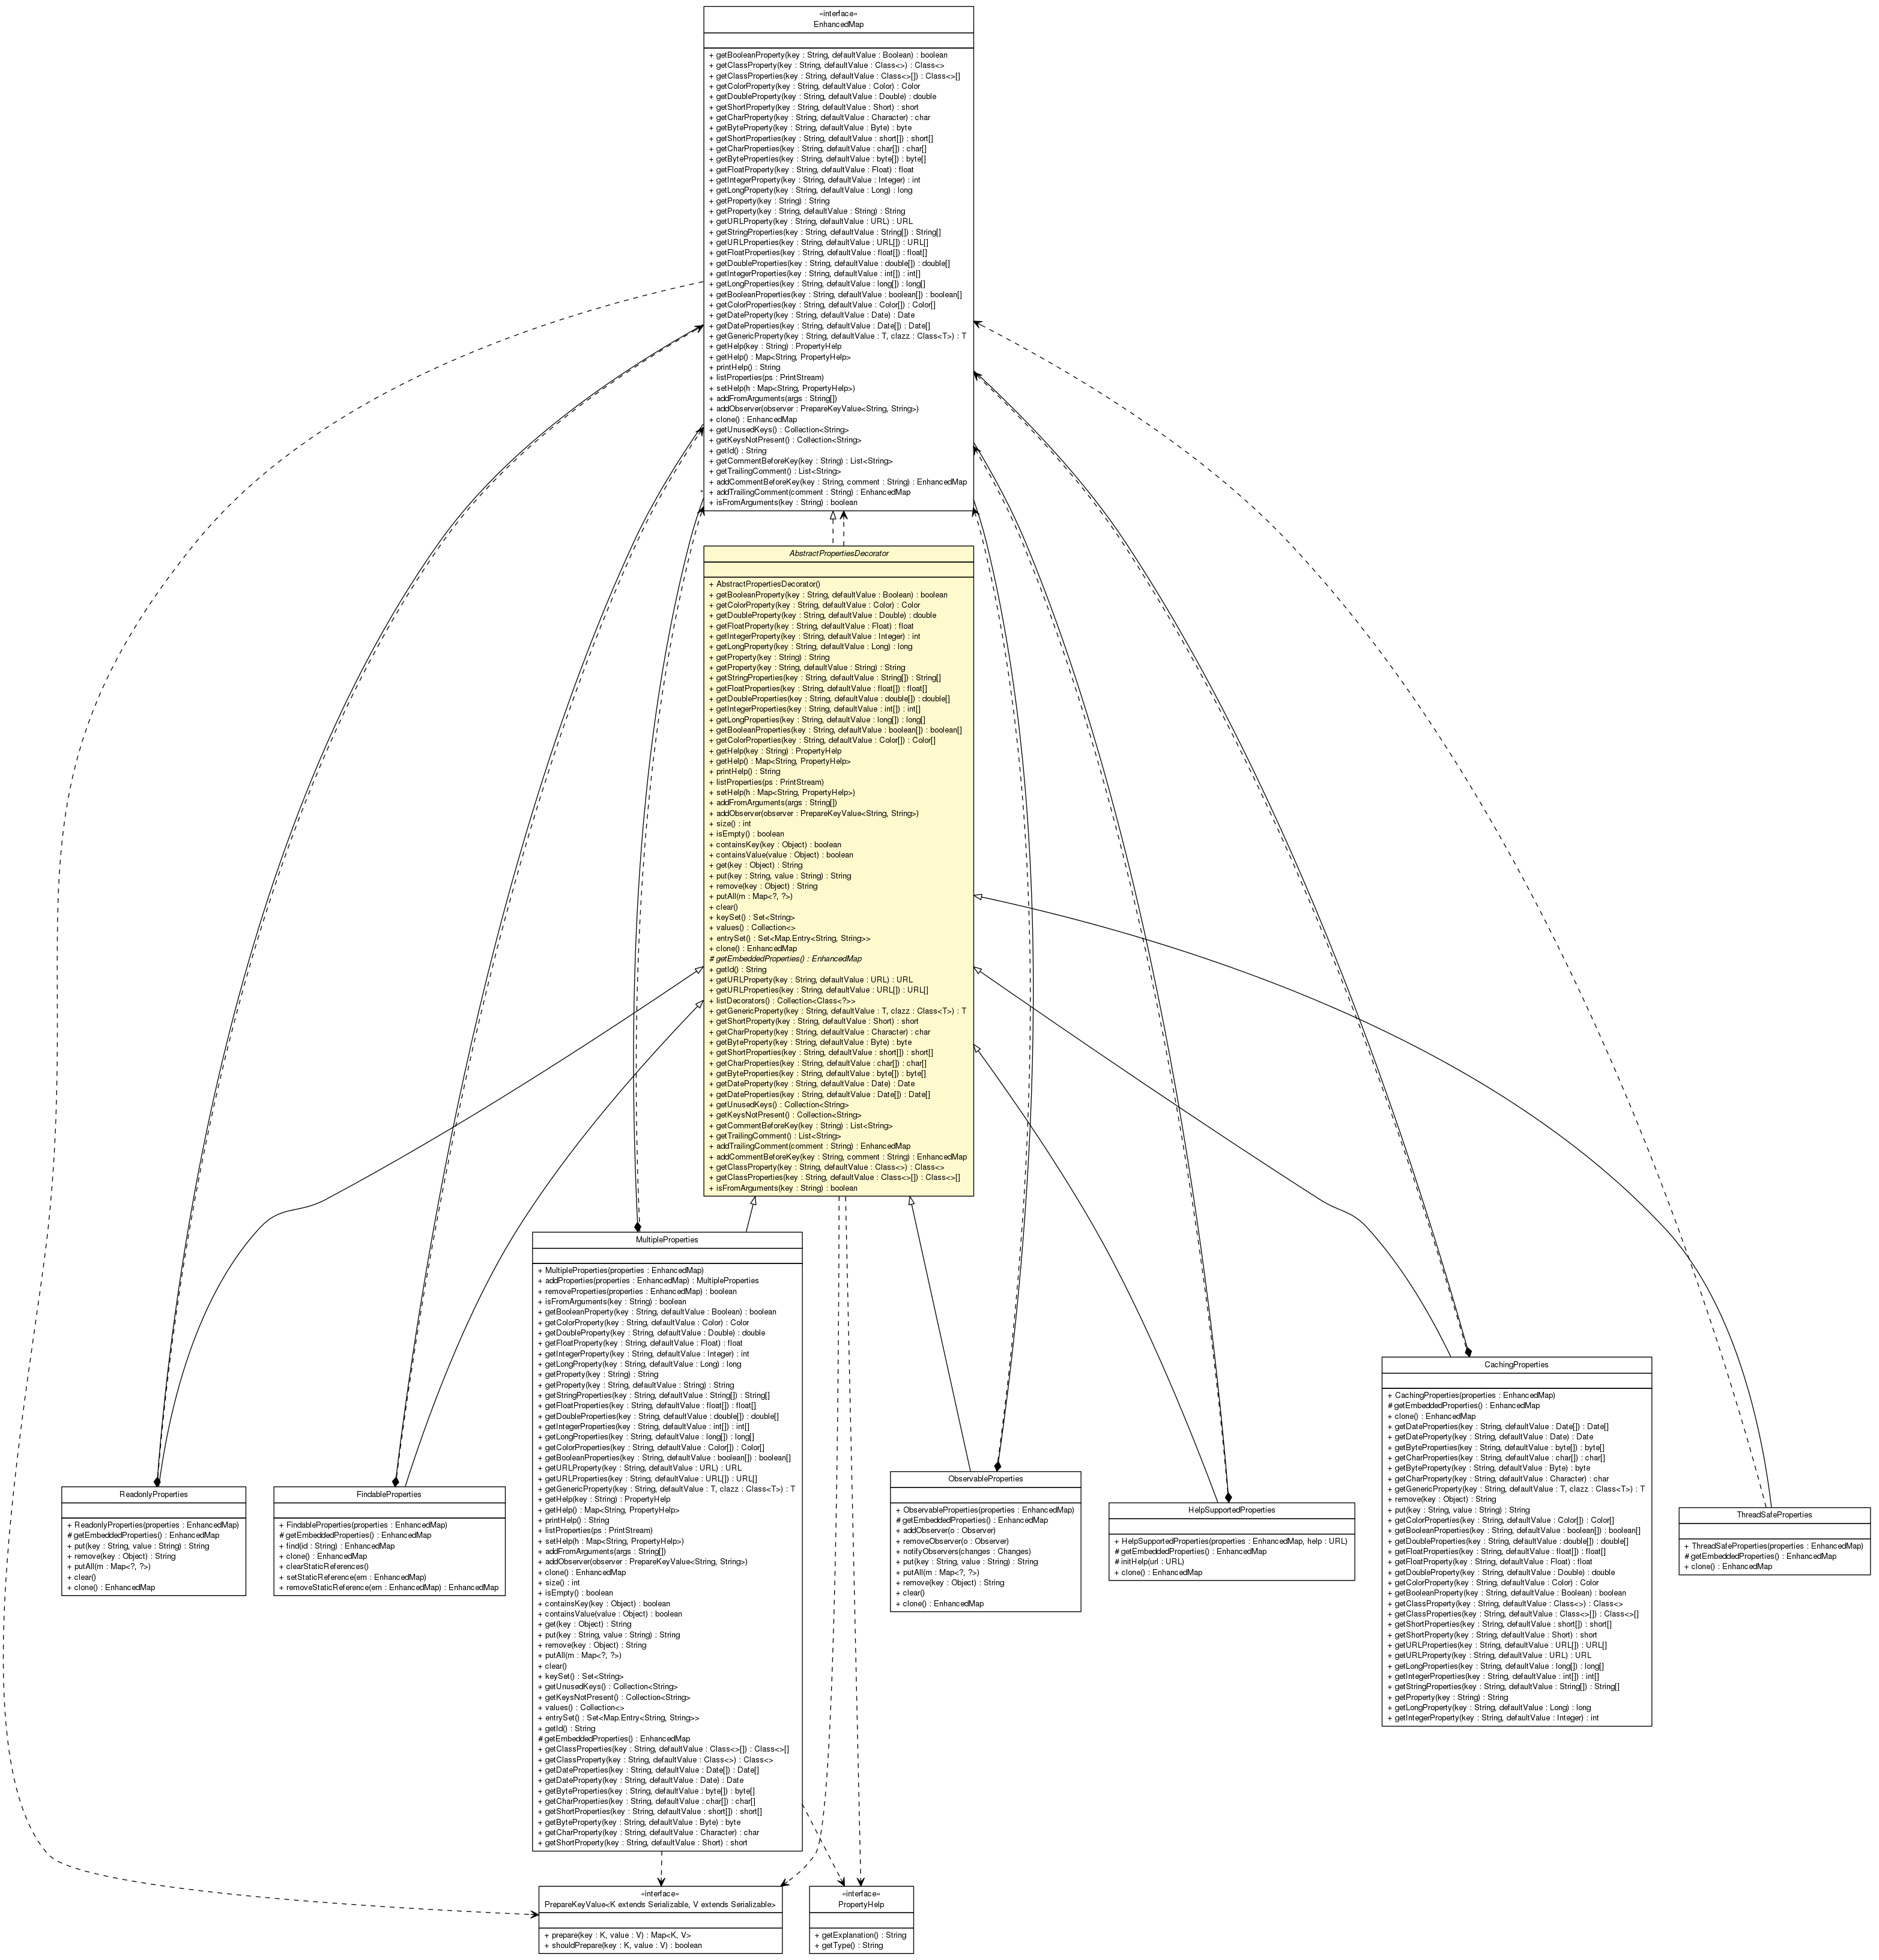 «interface»
EnhancedMap
+ getBooleanProperty(key : String, defaultValue : Boolean) : boolean
+ getClassProperty(key : String, defaultValue : Class<>) : Class<>
+ getClassProperties(key : String, defaultValue : Class<>[]) : Class<>[]
+ getColorProperty(key : String, defaultValue : Color) : Color
+ getDoubleProperty(key : String, defaultValue : Double) : double
+ getShortProperty(key : String, defaultValue : Short) : short
+ getCharProperty(key : String, defaultValue : Character) : char
+ getByteProperty(key : String, defaultValue : Byte) : byte
+ getShortProperties(key : String, defaultValue : short[]) : short[]
+ getCharProperties(key : String, defaultValue : char[]) : char[]
+ getByteProperties(key : String, defaultValue : byte[]) : byte[]
+ getFloatProperty(key : String, defaultValue : Float) : float
+ getIntegerProperty(key : String, defaultValue : Integer) : int
+ getLongProperty(key : String, defaultValue : Long) : long
+ getProperty(key : String) : String
+ getProperty(key : String, defaultValue : String) : String
+ getURLProperty(key : String, defaultValue : URL) : URL
+ getStringProperties(key : String, defaultValue : String[]) : String[]
+ getURLProperties(key : String, defaultValue : URL[]) : URL[]
+ getFloatProperties(key : String, defaultValue : float[]) : float[]
+ getDoubleProperties(key : String, defaultValue : double[]) : double[]
+ getIntegerProperties(key : String, defaultValue : int[]) : int[]
+ getLongProperties(key : String, defaultValue : long[]) : long[]
+ getBooleanProperties(key : String, defaultValue : boolean[]) : boolean[]
+ getColorProperties(key : String, defaultValue : Color[]) : Color[]
+ getDateProperty(key : String, defaultValue : Date) : Date
+ getDateProperties(key : String, defaultValue : Date[]) : Date[]
+ getGenericProperty(key : String, defaultValue : T, clazz : Class<T>) : T
+ getHelp(key : String) : PropertyHelp
+ getHelp() : Map<String, PropertyHelp>
+ printHelp() : String
+ listProperties(ps : PrintStream)
+ setHelp(h : Map<String, PropertyHelp>)
+ addFromArguments(args : String[])
+ addObserver(observer : PrepareKeyValue<String, String>)
+ clone() : EnhancedMap
+ getUnusedKeys() : Collection<String>
+ getKeysNotPresent() : Collection<String>
+ getId() : String
+ getCommentBeforeKey(key : String) : List<String>
+ getTrailingComment() : List<String>
+ addCommentBeforeKey(key : String, comment : String) : EnhancedMap
+ addTrailingComment(comment : String) : EnhancedMap
+ isFromArguments(key : String) : boolean
*
AbstractPropertiesDecorator
+ AbstractPropertiesDecorator()
+ getBooleanProperty(key : String, defaultValue : Boolean) : boolean
+ getColorProperty(key : String, defaultValue : Color) : Color
+ getDoubleProperty(key : String, defaultValue : Double) : double
+ getFloatProperty(key : String, defaultValue : Float) : float
+ getIntegerProperty(key : String, defaultValue : Integer) : int
+ getLongProperty(key : String, defaultValue : Long) : long
+ getProperty(key : String) : String
+ getProperty(key : String, defaultValue : String) : String
+ getStringProperties(key : String, defaultValue : String[]) : String[]
+ getFloatProperties(key : String, defaultValue : float[]) : float[]
+ getDoubleProperties(key : String, defaultValue : double[]) : double[]
+ getIntegerProperties(key : String, defaultValue : int[]) : int[]
+ getLongProperties(key : String, defaultValue : long[]) : long[]
+ getBooleanProperties(key : String, defaultValue : boolean[]) : boolean[]
+ getColorProperties(key : String, defaultValue : Color[]) : Color[]
+ getHelp(key : String) : PropertyHelp
+ getHelp() : Map<String, PropertyHelp>
+ printHelp() : String
+ listProperties(ps : PrintStream)
+ setHelp(h : Map<String, PropertyHelp>)
+ addFromArguments(args : String[])
+ addObserver(observer : PrepareKeyValue<String, String>)
+ size() : int
+ isEmpty() : boolean
+ containsKey(key : Object) : boolean
+ containsValue(value : Object) : boolean
+ get(key : Object) : String
+ put(key : String, value : String) : String
+ remove(key : Object) : String
+ putAll(m : Map<?, ?>)
+ clear()
+ keySet() : Set<String>
+ values() : Collection<>
+ entrySet() : Set<Map.Entry<String, String>>
+ clone() : EnhancedMap
# getEmbeddedProperties() : EnhancedMap
+ getId() : String
+ getURLProperty(key : String, defaultValue : URL) : URL
+ getURLProperties(key : String, defaultValue : URL[]) : URL[]
+ listDecorators() : Collection<Class<?>>
+ getGenericProperty(key : String, defaultValue : T, clazz : Class<T>) : T
+ getShortProperty(key : String, defaultValue : Short) : short
+ getCharProperty(key : String, defaultValue : Character) : char
+ getByteProperty(key : String, defaultValue : Byte) : byte
+ getShortProperties(key : String, defaultValue : short[]) : short[]
+ getCharProperties(key : String, defaultValue : char[]) : char[]
+ getByteProperties(key : String, defaultValue : byte[]) : byte[]
+ getDateProperty(key : String, defaultValue : Date) : Date
+ getDateProperties(key : String, defaultValue : Date[]) : Date[]
+ getUnusedKeys() : Collection<String>
+ getKeysNotPresent() : Collection<String>
+ getCommentBeforeKey(key : String) : List<String>
+ getTrailingComment() : List<String>
+ addTrailingComment(comment : String) : EnhancedMap
+ addCommentBeforeKey(key : String, comment : String) : EnhancedMap
+ getClassProperty(key : String, defaultValue : Class<>) : Class<>
+ getClassProperties(key : String, defaultValue : Class<>[]) : Class<>[]
+ isFromArguments(key : String) : boolean
ReadonlyProperties
+ ReadonlyProperties(properties : EnhancedMap)
# getEmbeddedProperties() : EnhancedMap
+ put(key : String, value : String) : String
+ remove(key : Object) : String
+ putAll(m : Map<?, ?>)
+ clear()
+ clone() : EnhancedMap
FindableProperties
+ FindableProperties(properties : EnhancedMap)
# getEmbeddedProperties() : EnhancedMap
+ find(id : String) : EnhancedMap
+ clone() : EnhancedMap
+ clearStaticReferences()
+ setStaticReference(em : EnhancedMap)
+ removeStaticReference(em : EnhancedMap) : EnhancedMap
MultipleProperties
+ MultipleProperties(properties : EnhancedMap)
+ addProperties(properties : EnhancedMap) : MultipleProperties
+ removeProperties(properties : EnhancedMap) : boolean
+ isFromArguments(key : String) : boolean
+ getBooleanProperty(key : String, defaultValue : Boolean) : boolean
+ getColorProperty(key : String, defaultValue : Color) : Color
+ getDoubleProperty(key : String, defaultValue : Double) : double
+ getFloatProperty(key : String, defaultValue : Float) : float
+ getIntegerProperty(key : String, defaultValue : Integer) : int
+ getLongProperty(key : String, defaultValue : Long) : long
+ getProperty(key : String) : String
+ getProperty(key : String, defaultValue : String) : String
+ getStringProperties(key : String, defaultValue : String[]) : String[]
+ getFloatProperties(key : String, defaultValue : float[]) : float[]
+ getDoubleProperties(key : String, defaultValue : double[]) : double[]
+ getIntegerProperties(key : String, defaultValue : int[]) : int[]
+ getLongProperties(key : String, defaultValue : long[]) : long[]
+ getColorProperties(key : String, defaultValue : Color[]) : Color[]
+ getBooleanProperties(key : String, defaultValue : boolean[]) : boolean[]
+ getURLProperty(key : String, defaultValue : URL) : URL
+ getURLProperties(key : String, defaultValue : URL[]) : URL[]
+ getGenericProperty(key : String, defaultValue : T, clazz : Class<T>) : T
+ getHelp(key : String) : PropertyHelp
+ getHelp() : Map<String, PropertyHelp>
+ printHelp() : String
+ listProperties(ps : PrintStream)
+ setHelp(h : Map<String, PropertyHelp>)
+ addFromArguments(args : String[])
+ addObserver(observer : PrepareKeyValue<String, String>)
+ clone() : EnhancedMap
+ size() : int
+ isEmpty() : boolean
+ containsKey(key : Object) : boolean
+ containsValue(value : Object) : boolean
+ get(key : Object) : String
+ put(key : String, value : String) : String
+ remove(key : Object) : String
+ putAll(m : Map<?, ?>)
+ clear()
+ keySet() : Set<String>
+ getUnusedKeys() : Collection<String>
+ getKeysNotPresent() : Collection<String>
+ values() : Collection<>
+ entrySet() : Set<Map.Entry<String, String>>
+ getId() : String
# getEmbeddedProperties() : EnhancedMap
+ getClassProperties(key : String, defaultValue : Class<>[]) : Class<>[]
+ getClassProperty(key : String, defaultValue : Class<>) : Class<>
+ getDateProperties(key : String, defaultValue : Date[]) : Date[]
+ getDateProperty(key : String, defaultValue : Date) : Date
+ getByteProperties(key : String, defaultValue : byte[]) : byte[]
+ getCharProperties(key : String, defaultValue : char[]) : char[]
+ getShortProperties(key : String, defaultValue : short[]) : short[]
+ getByteProperty(key : String, defaultValue : Byte) : byte
+ getCharProperty(key : String, defaultValue : Character) : char
+ getShortProperty(key : String, defaultValue : Short) : short
ObservableProperties
+ ObservableProperties(properties : EnhancedMap)
# getEmbeddedProperties() : EnhancedMap
+ addObserver(o : Observer)
+ removeObserver(o : Observer)
+ notifyObservers(changes : Changes)
+ put(key : String, value : String) : String
+ putAll(m : Map<?, ?>)
+ remove(key : Object) : String
+ clear()
+ clone() : EnhancedMap
HelpSupportedProperties
+ HelpSupportedProperties(properties : EnhancedMap, help : URL)
# getEmbeddedProperties() : EnhancedMap
# initHelp(url : URL)
+ clone() : EnhancedMap
CachingProperties
+ CachingProperties(properties : EnhancedMap)
# getEmbeddedProperties() : EnhancedMap
+ clone() : EnhancedMap
+ getDateProperties(key : String, defaultValue : Date[]) : Date[]
+ getDateProperty(key : String, defaultValue : Date) : Date
+ getByteProperties(key : String, defaultValue : byte[]) : byte[]
+ getCharProperties(key : String, defaultValue : char[]) : char[]
+ getByteProperty(key : String, defaultValue : Byte) : byte
+ getCharProperty(key : String, defaultValue : Character) : char
+ getGenericProperty(key : String, defaultValue : T, clazz : Class<T>) : T
+ remove(key : Object) : String
+ put(key : String, value : String) : String
+ getColorProperties(key : String, defaultValue : Color[]) : Color[]
+ getBooleanProperties(key : String, defaultValue : boolean[]) : boolean[]
+ getDoubleProperties(key : String, defaultValue : double[]) : double[]
+ getFloatProperties(key : String, defaultValue : float[]) : float[]
+ getFloatProperty(key : String, defaultValue : Float) : float
+ getDoubleProperty(key : String, defaultValue : Double) : double
+ getColorProperty(key : String, defaultValue : Color) : Color
+ getBooleanProperty(key : String, defaultValue : Boolean) : boolean
+ getClassProperty(key : String, defaultValue : Class<>) : Class<>
+ getClassProperties(key : String, defaultValue : Class<>[]) : Class<>[]
+ getShortProperties(key : String, defaultValue : short[]) : short[]
+ getShortProperty(key : String, defaultValue : Short) : short
+ getURLProperties(key : String, defaultValue : URL[]) : URL[]
+ getURLProperty(key : String, defaultValue : URL) : URL
+ getLongProperties(key : String, defaultValue : long[]) : long[]
+ getIntegerProperties(key : String, defaultValue : int[]) : int[]
+ getStringProperties(key : String, defaultValue : String[]) : String[]
+ getProperty(key : String) : String
+ getLongProperty(key : String, defaultValue : Long) : long
+ getIntegerProperty(key : String, defaultValue : Integer) : int
ThreadSafeProperties
+ ThreadSafeProperties(properties : EnhancedMap)
# getEmbeddedProperties() : EnhancedMap
+ clone() : EnhancedMap
«interface»
PrepareKeyValue<K extends Serializable, V extends Serializable>
+ prepare(key : K, value : V) : Map<K, V>
+ shouldPrepare(key : K, value : V) : boolean
«interface»
PropertyHelp
+ getExplanation() : String
+ getType() : String